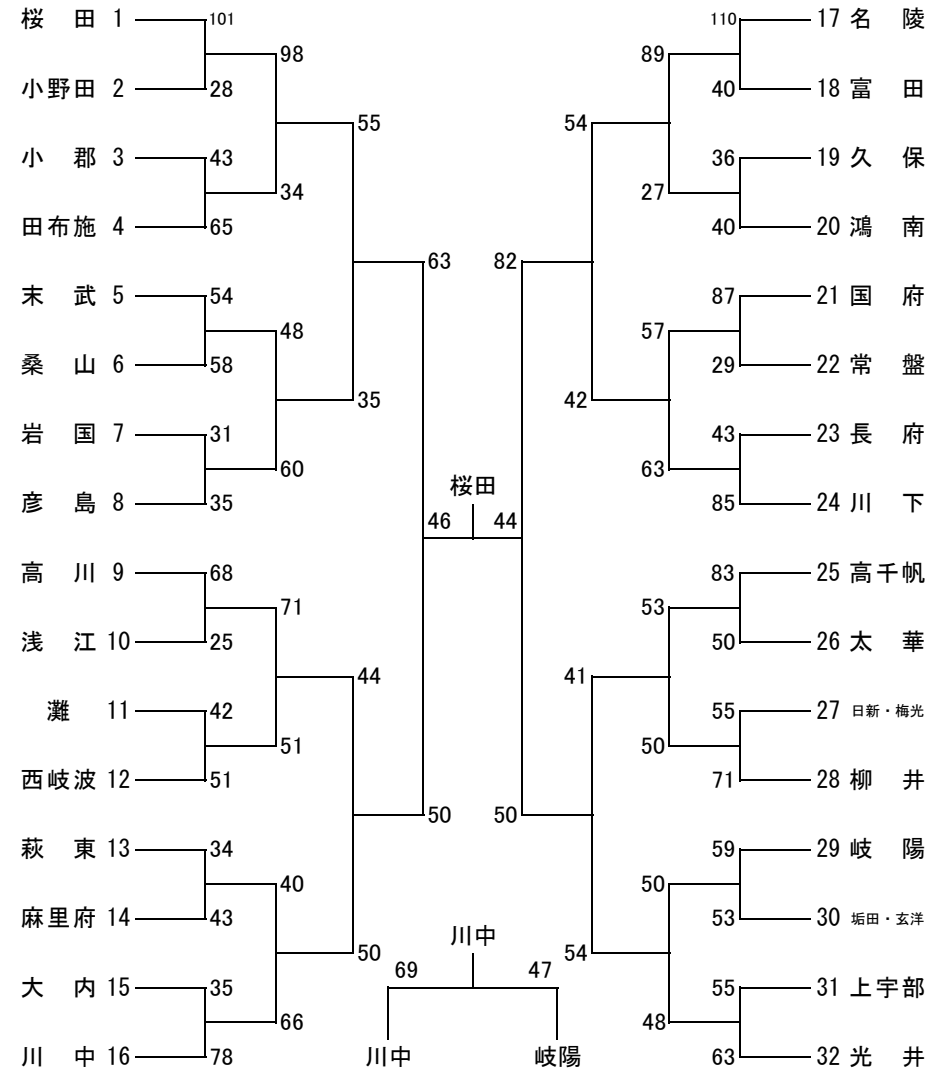 桜田 1 101 110 17 名陵
98 89
小野田 2 28 40 18 富田
55 54
小郡 3 43 36 19 久保
34 27
田布施 4 65 40 20 鴻南
63 82
末武 5 54 87 21 国府
48 57
桑山 6 58 29 22 常盤
35 42
岩国 7 31 43 23 長府
60 63
桜田
彦島 8 35 85 24 川下
46 44
高川 9 68 83 25 高千帆
71 53
浅江 10 25 50 26 太華
44 41
灘 11 42 55 27 日新・梅光
51 50
西岐波 12 51 71 28 柳井
50 50
萩東 13 34 59 29 岐陽
40 50
麻里府 14 43 53 30 垢田・玄洋
川中
50 54
69 47
大内 15 35 55 31 上宇部
66 48
川中 16 78 川中 岐陽 63 32 光井